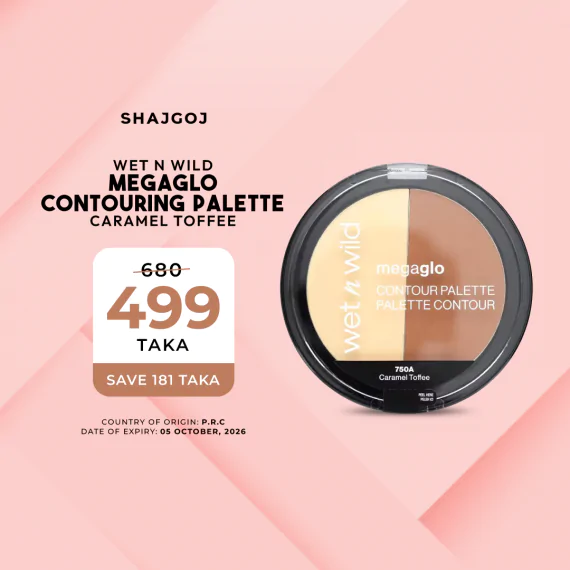 SHAJGOJ
WET N WILD
MEGAGLO
CONTOURING PALETTE
CARAMEL TOFFEE
680
499
TAKA
SAVE 181 TAKA
COUNTRY OF ORIGIN: P.R.C
DATE OF EXPIRY: 05 OCTOBER, 2026
wet n wild
megaglo
CONTOUR PALETTE
PALETTE CONTOUR
750A
Caramel Toffee